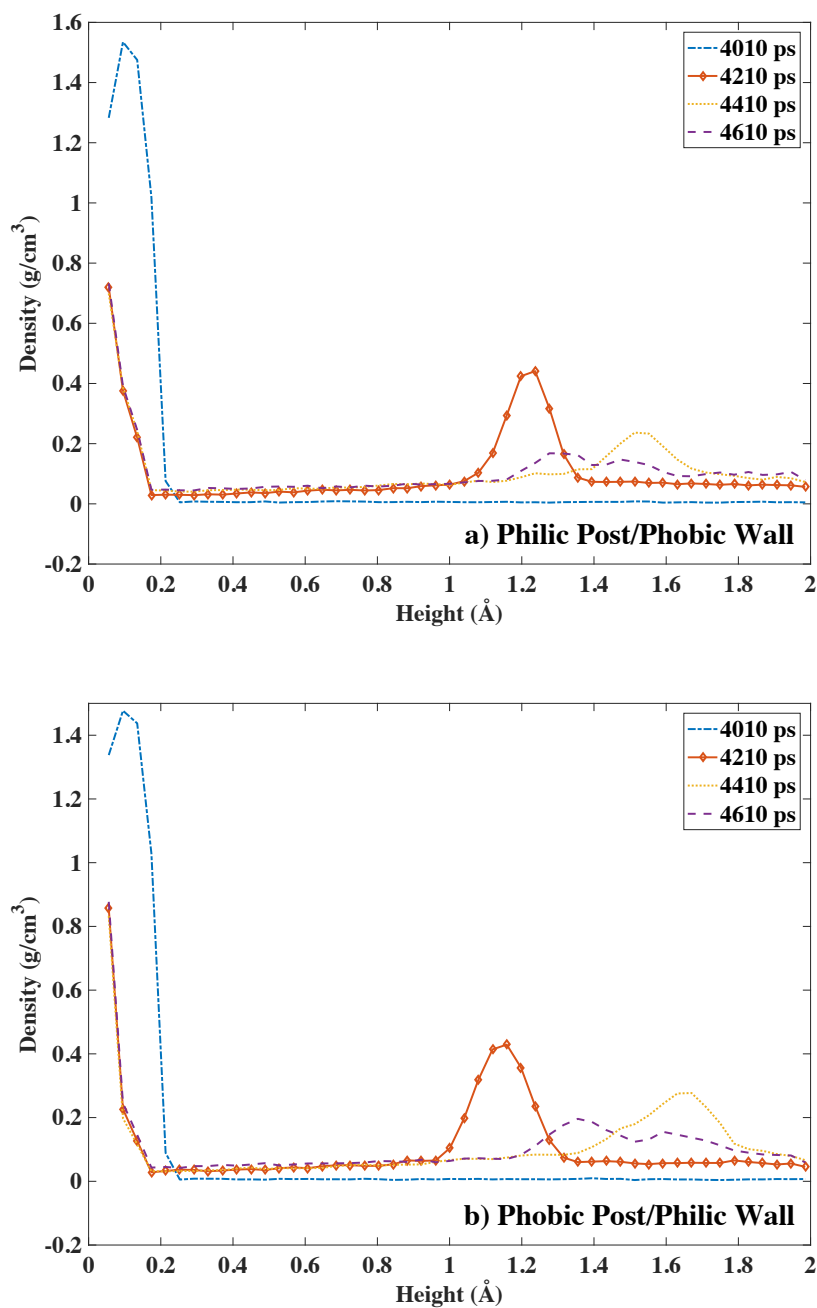 1.6
1.4
1.2
1
0.8
0.6
0.4
0.2
0
-0.2
Density (g/cm³)
4010 ps
4210 ps
4410 ps
4610 ps
a) Philic Post/Phobic Wall
0 0.2 0.4 0.6 0.8 1 1.2 1.4 1.6 1.8 2
Height (Å)
1.4
1.2
1
0.8
0.6
0.4
0.2
0
-0.2
Density (g/cm³)
4010 ps
4210 ps
4410 ps
4610 ps
b) Phobic Post/Philic Wall
0 0.2 0.4 0.6 0.8 1 1.2 1.4 1.6 1.8 2
Height (Å)